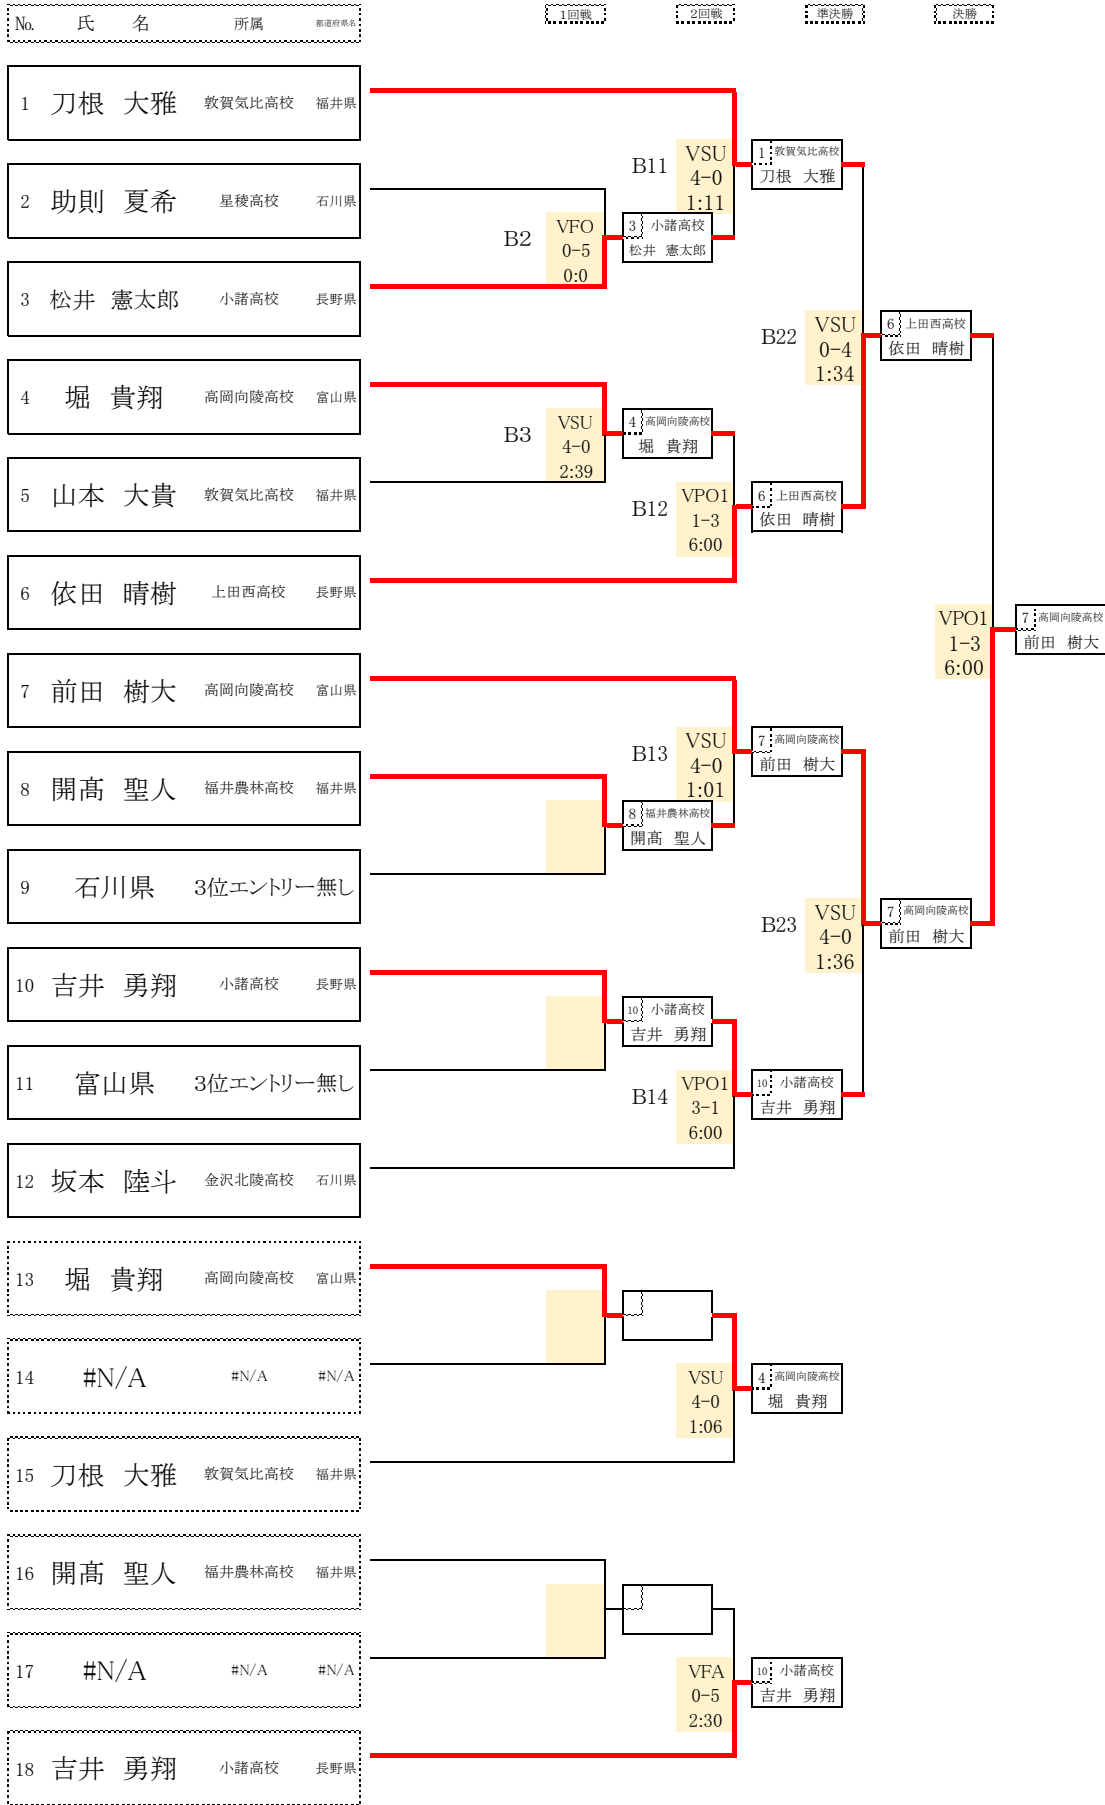 No. 氏 名 所属 都道府県名 1回戦 2回戦 準決勝 決勝
1 刀根 大雅 敦賀気比高校 福井県
B11 VSU 4-0 1:11
1 敦賀気比高校 刀根 大雅
2 助則 夏希 星稜高校 石川県
B2 VFO 0-5 0:0
3 小諸高校 松井 憲太郎
3 松井 憲太郎 小諸高校 長野県
B22 VSU 0-4 1:34
6 上田西高校 依田 晴樹
4 堀 貴翔 高岡向陵高校 富山県
B3 VSU 4-0 2:39
4 高岡向陵高校 堀 貴翔
5 山本 大貴 敦賀気比高校 福井県
B12 VPO1 1-3 6:00
6 上田西高校 依田 晴樹
6 依田 晴樹 上田西高校 長野県
VPO1 1-3 6:00
7 高岡向陵高校 前田 樹大
7 前田 樹大 高岡向陵高校 富山県
B13 VSU 4-0 1:01
7 高岡向陵高校 前田 樹大
8 開髙 聖人 福井農林高校 福井県
8 福井農林高校 開髙 聖人
9 石川県 3位エントリー無し
B23 VSU 4-0 1:36
7 高岡向陵高校 前田 樹大
10 吉井 勇翔 小諸高校 長野県
10 小諸高校 吉井 勇翔
11 富山県 3位エントリー無し
B14 VPO1 3-1 6:00
10 小諸高校 吉井 勇翔
12 坂本 陸斗 金沢北陵高校 石川県
13 堀 貴翔 高岡向陵高校 富山県
14 #N/A #N/A #N/A
VSU 4-0 1:06
4 高岡向陵高校 堀 貴翔
15 刀根 大雅 敦賀気比高校 福井県
16 開髙 聖人 福井農林高校 福井県
17 #N/A #N/A #N/A
VFA 0-5 2:30
10 小諸高校 吉井 勇翔
18 吉井 勇翔 小諸高校 長野県